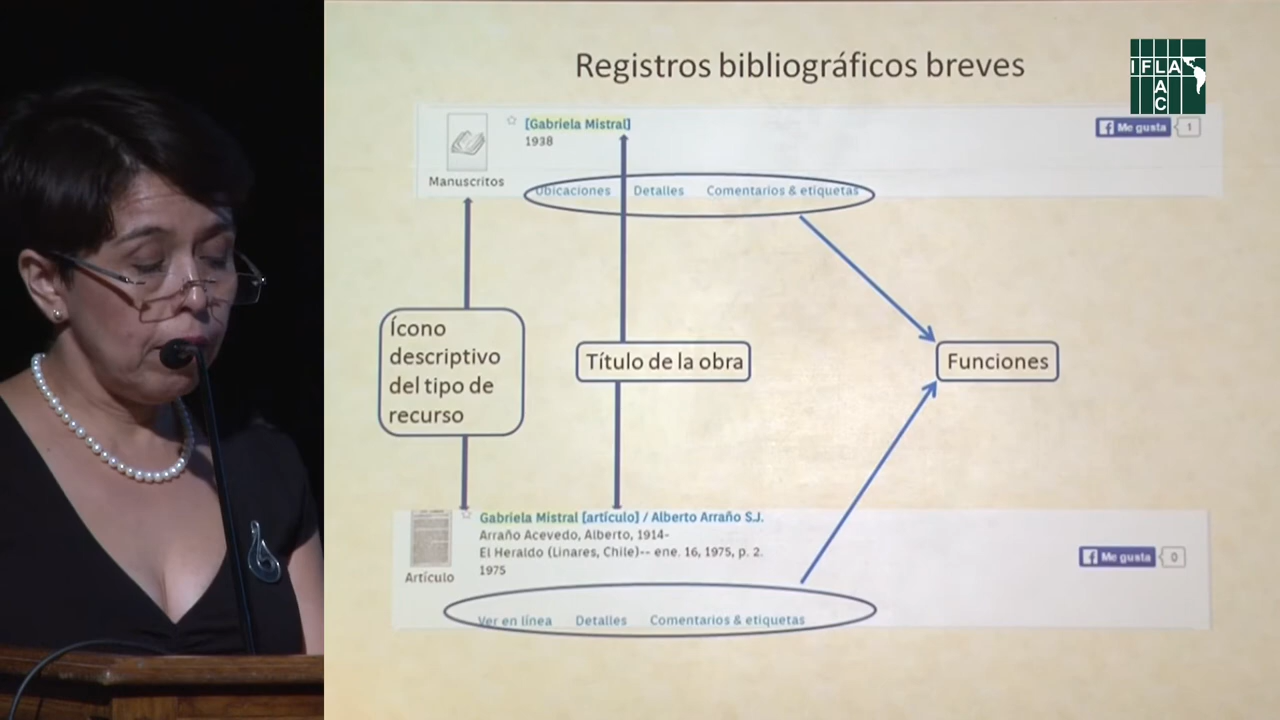 Registros bibliográficos breves
IFLA
A
C
[Gabriela Mistral]
1938
Me gusta 1
Manuscritos
Ubicaciones Detalles Comentarios & etiquetas
Ícono
descriptivo
del tipo de
recurso
Título de la obra
Funciones
Gabriela Mistral [artículo] / Alberto Arraño S.J.
Arraño Acevedo, Alberto, 1914-
El Heraldo (Linares, Chile)-- ene. 16, 1975, p. 2.
1975
Me gusta 0
Artículo
Ver en línea Detalles Comentarios & etiquetas